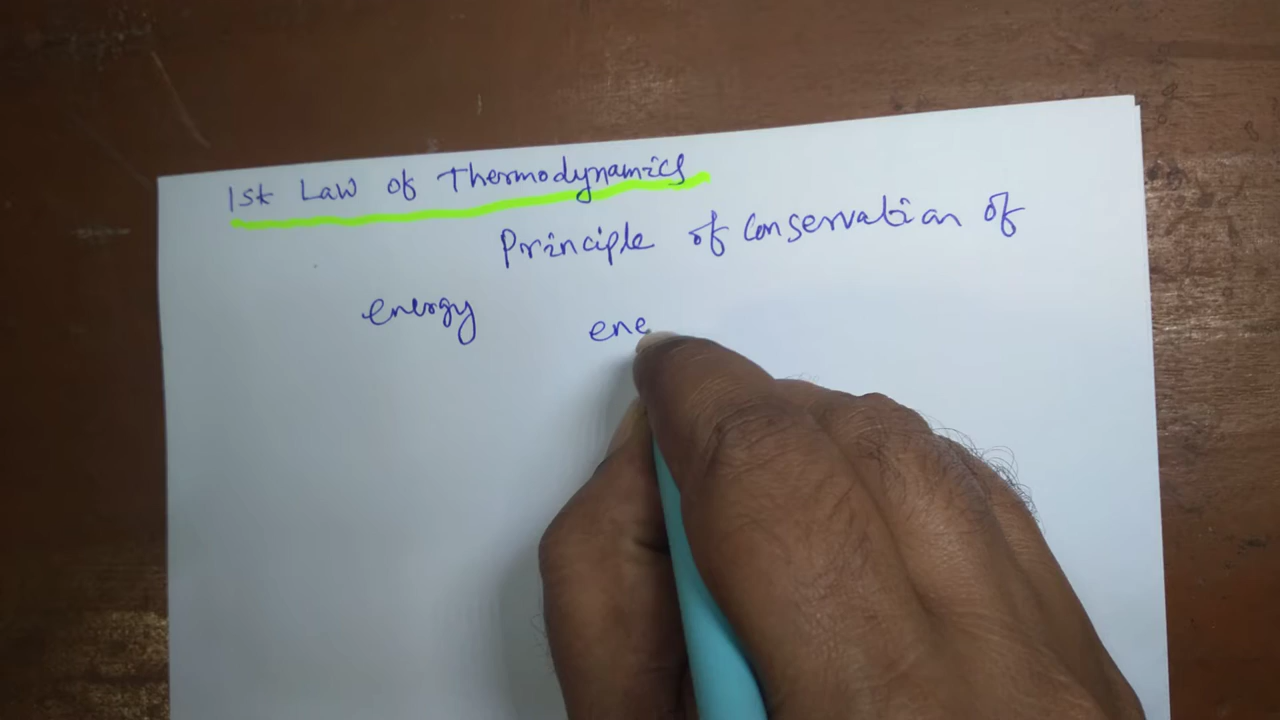 1st Law of Thermodynamics
Principle of Conservation of
energy ene